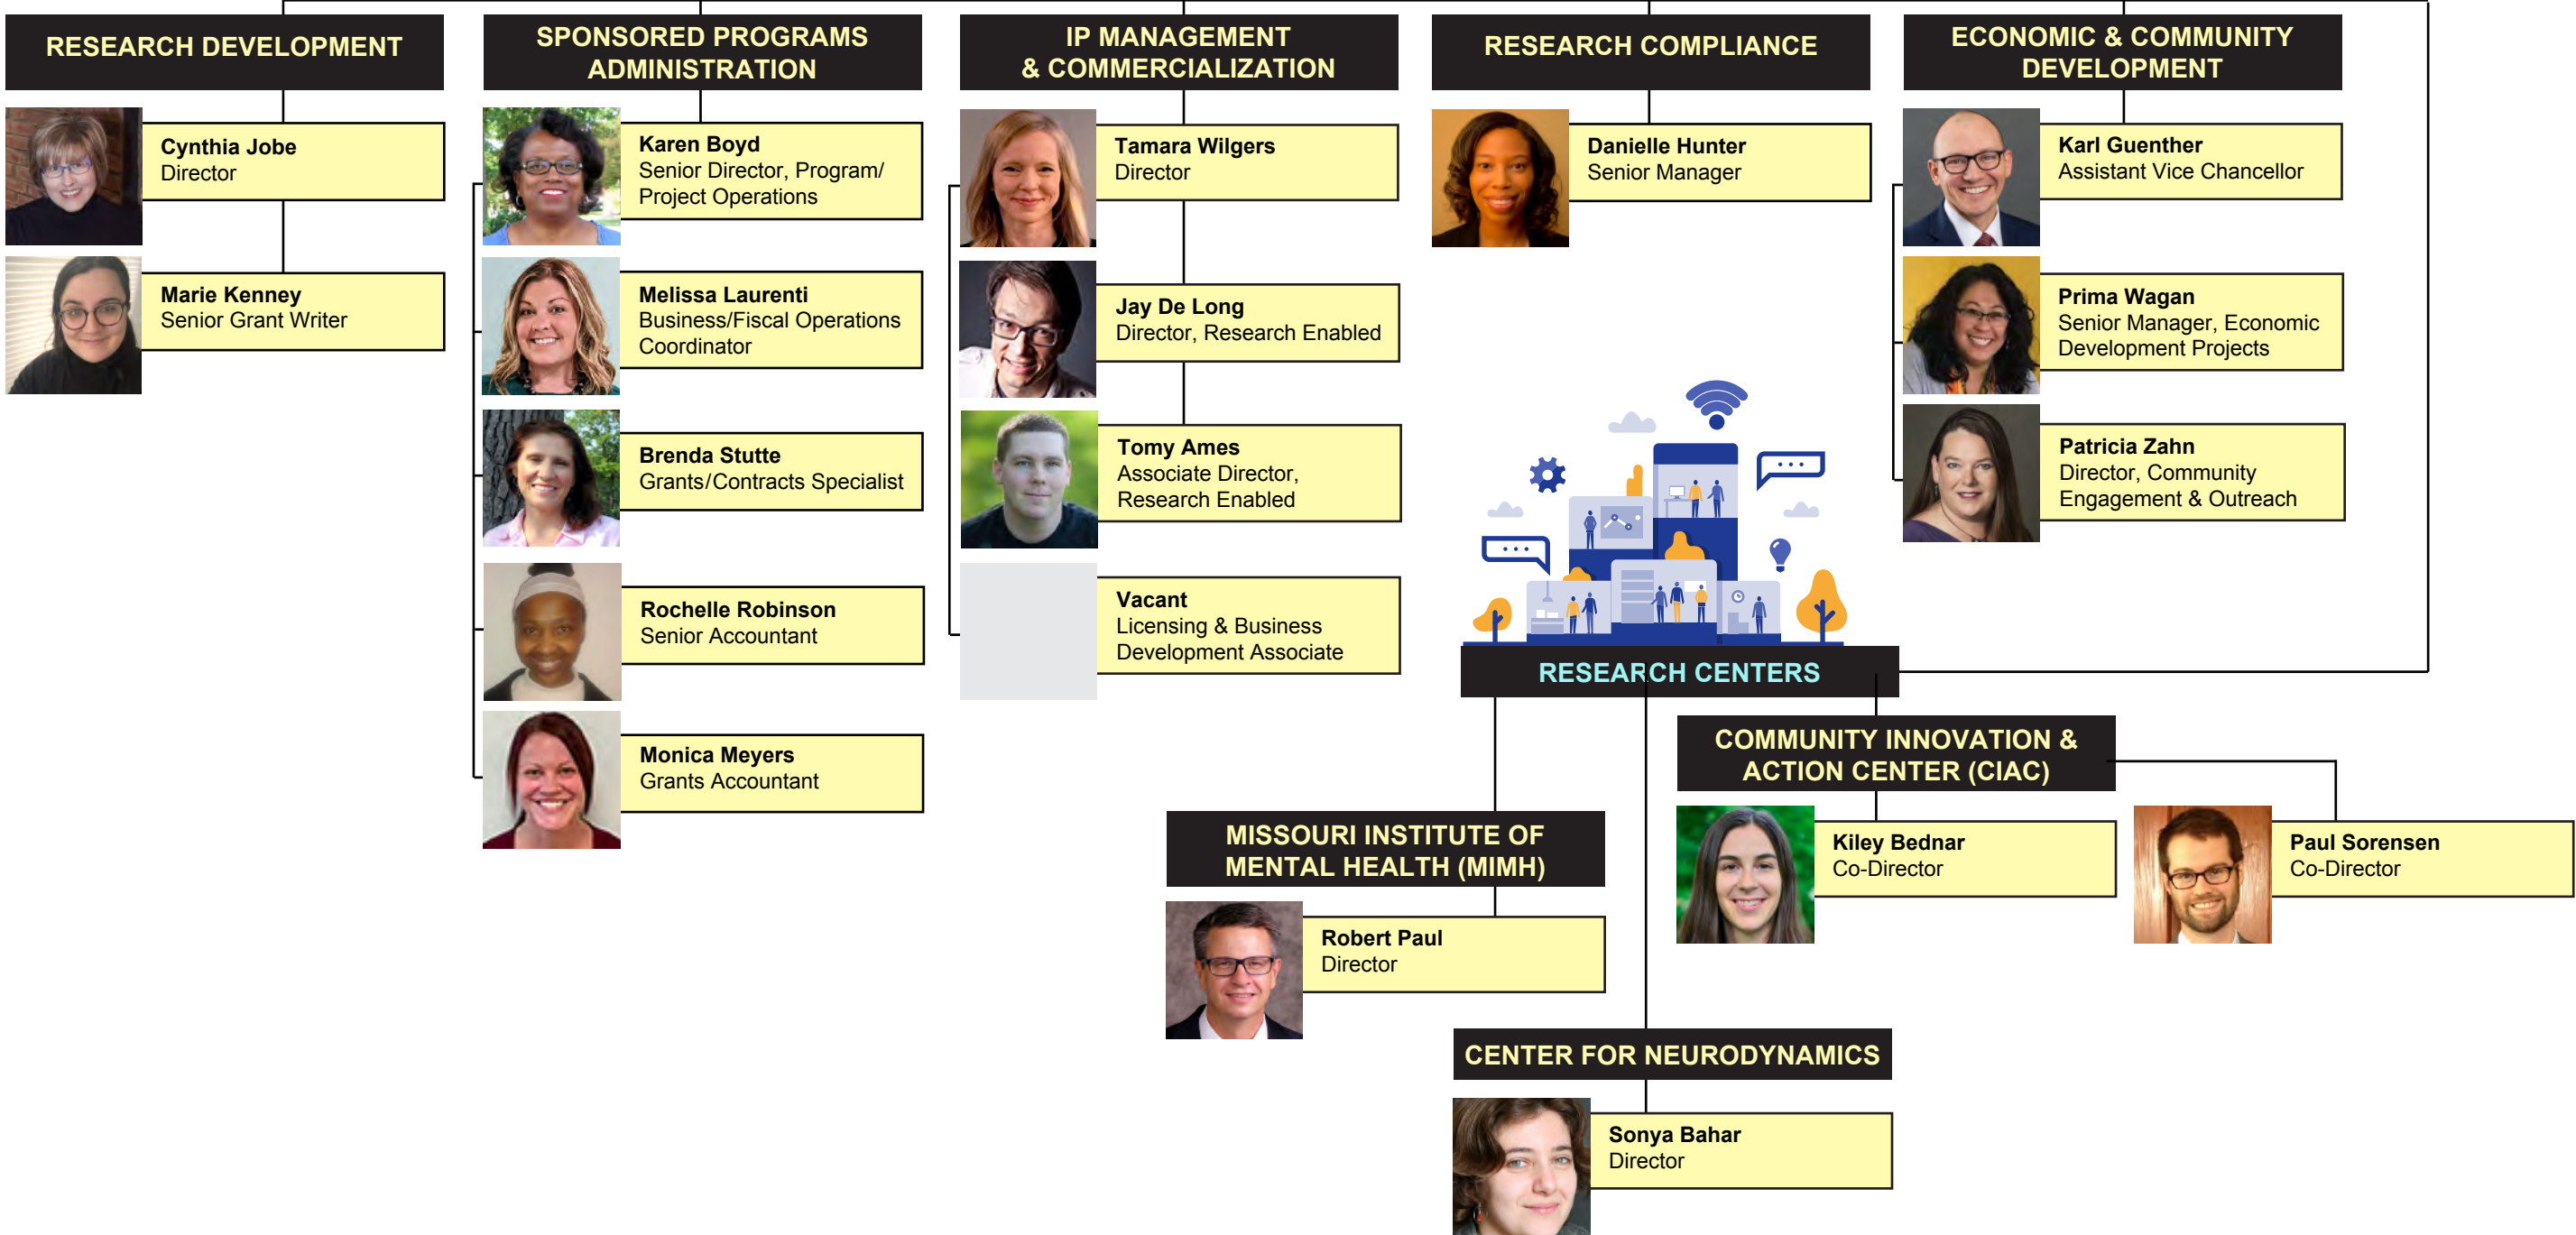 RESEARCH DEVELOPMENT
Cynthia Jobe
Director
Marie Kenney
Senior Grant Writer
SPONSORED PROGRAMS
ADMINISTRATION
Karen Boyd
Senior Director, Program/
Project Operations
Melissa Laurenti
Business/Fiscal Operations
Coordinator
Brenda Stutte
Grants/Contracts Specialist
Rochelle Robinson
Senior Accountant
Monica Meyers
Grants Accountant
IP MANAGEMENT
& COMMERCIALIZATION
Tamara Wilgers
Director
Jay De Long
Director, Research Enabled
Tomy Ames
Associate Director,
Research Enabled
Vacant
Licensing & Business
Development Associate
RESEARCH COMPLIANCE
Danielle Hunter
Senior Manager
ECONOMIC & COMMUNITY
DEVELOPMENT
Karl Guenther
Assistant Vice Chancellor
Prima Wagan
Senior Manager, Economic
Development Projects
Patricia Zahn
Director, Community
Engagement & Outreach
RESEARCH CENTERS
MISSOURI INSTITUTE OF
MENTAL HEALTH (MIMH)
Robert Paul
Director
CENTER FOR NEURODYNAMICS
Sonya Bahar
Director
COMMUNITY INNOVATION &
ACTION CENTER (CIAC)
Kiley Bednar
Co-Director
Paul Sorensen
Co-Director